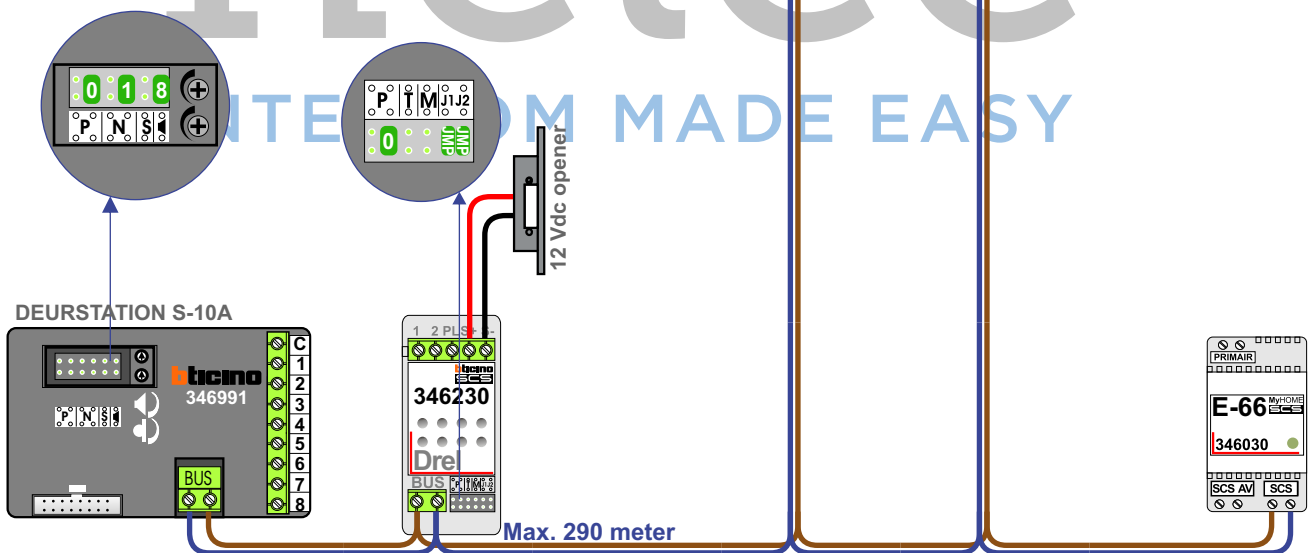 INTERCOM MADE EASY
0 1 8
P N S
P T M J1 J2
0 JMP JMP
12 Vdc opener
DEURSTATION S-10A
bticino
346991
P N S
BUS
C
1
2
3
4
5
6
7
8
1 2 PL S+ S-
bticino
SCS
346230
Drel
BUS
P T M J1 J2
Max. 290 meter
PRIMAIR
E-66 MyHOME
SCS
346030
SCS AV SCS